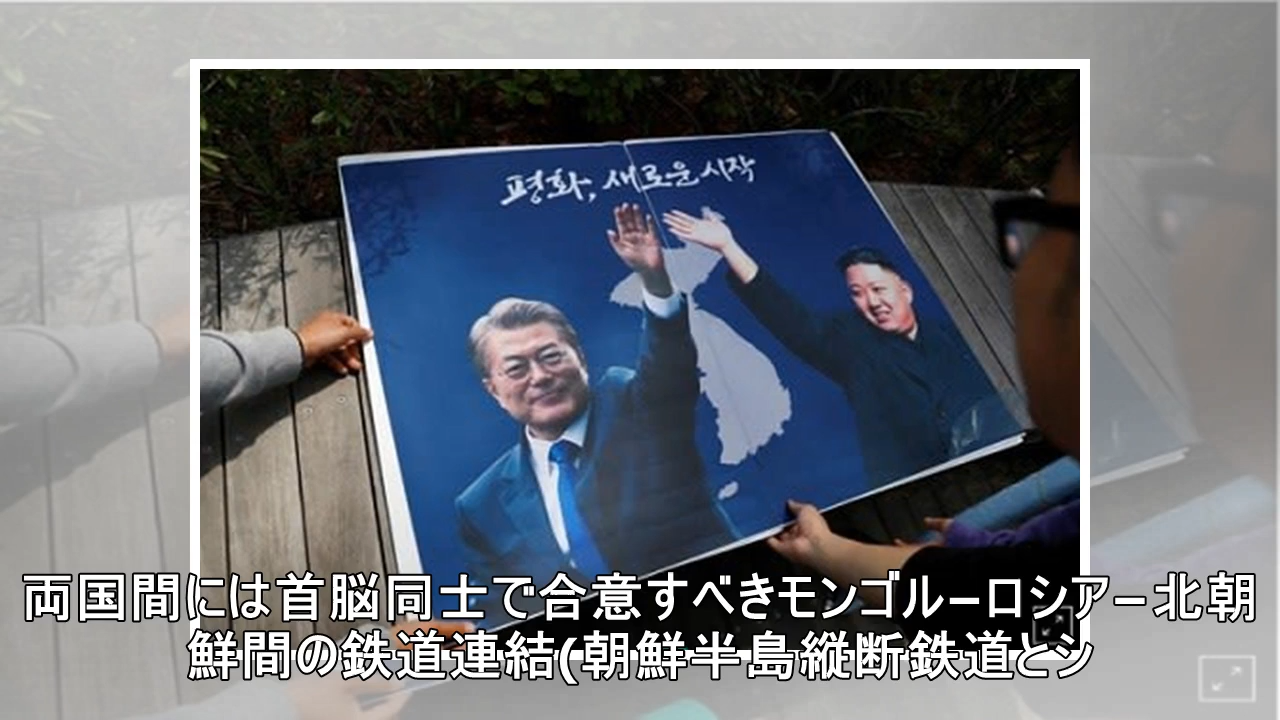 평화, 새로운 시작
両国間には首脳同士で合意すべきモンゴル−ロシア−北朝
鮮間の鉄道連結(朝鮮半島縦断鉄道とシ